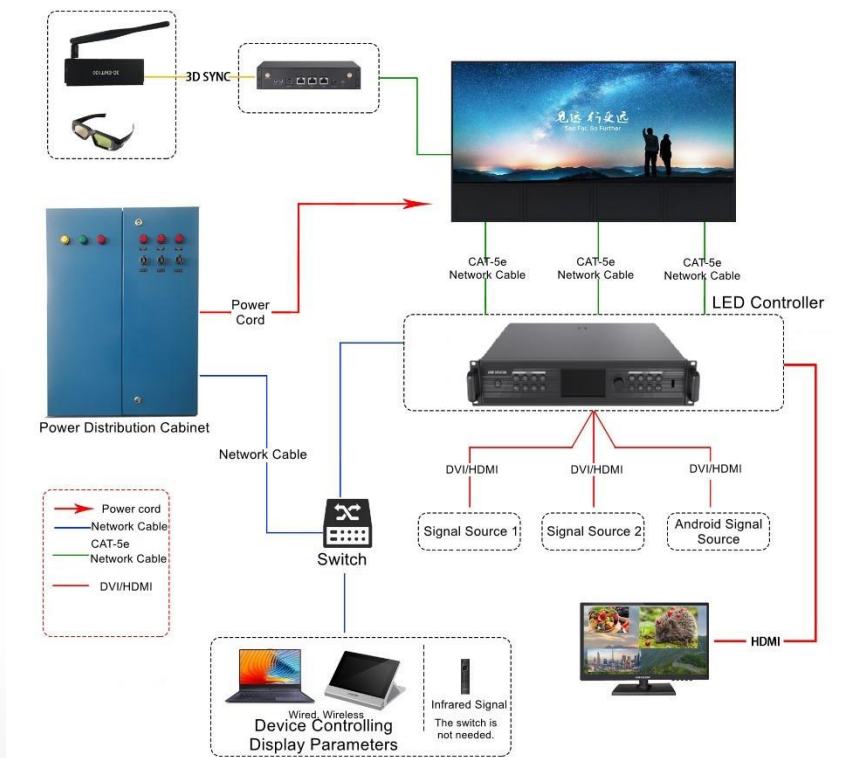 3D-EMT100
3D SYNC
见远 行更远
See Far, Go Further
CAT-5e
Network Cable
CAT-5e
Network Cable
CAT-5e
Network Cable
LED Controller
Power
Cord
Power Distribution Cabinet
Network Cable
DVI/HDMI
DVI/HDMI
DVI/HDMI
Signal Source 1
Signal Source 2
Android Signal
Source
Switch
Power cord
Network Cable
CAT-5e
Network Cable
DVI/HDMI
HDMI
Wired, Wireless
Device Controlling
Display Parameters
Infrared Signal
The switch is
not needed.